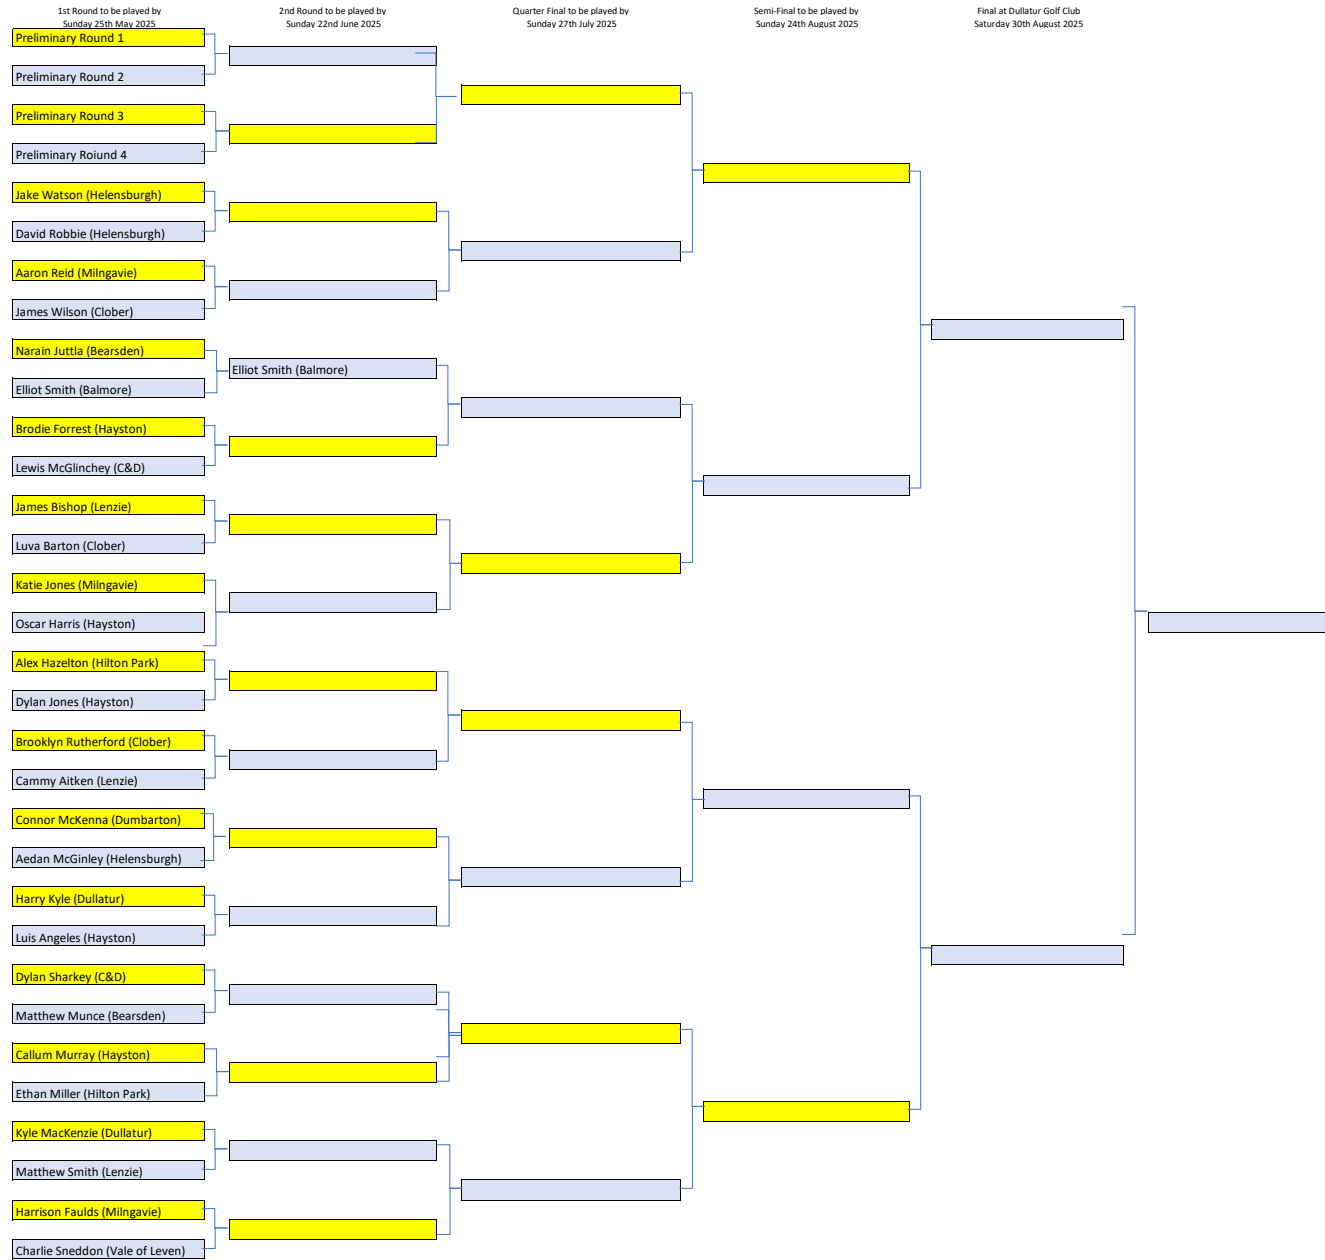 1st Round to be played by
Sunday 25th May 2025
2nd Round to be played by
Sunday 22nd June 2025
Quarter Final to be played by
Sunday 27th July 2025
Semi-Final to be played by
Sunday 24th August 2025
Final at Dullatur Golf Club
Saturday 30th August 2025
Preliminary Round 1
Preliminary Round 2
Preliminary Round 3
Preliminary Roiund 4
Jake Watson (Helensburgh)
David Robbie (Helensburgh)
Aaron Reid (Milngavie)
James Wilson (Clober)
Narain Juttla (Bearsden)
Elliot Smith (Balmore)
Elliot Smith (Balmore)
Brodie Forrest (Hayston)
Lewis McGlinchey (C&D)
James Bishop (Lenzie)
Luva Barton (Clober)
Katie Jones (Milngavie)
Oscar Harris (Hayston)
Alex Hazelton (Hilton Park)
Dylan Jones (Hayston)
Brooklyn Rutherford (Clober)
Cammy Aitken (Lenzie)
Connor McKenna (Dumbarton)
Aedan McGinley (Helensburgh)
Harry Kyle (Dullatur)
Luis Angeles (Hayston)
Dylan Sharkey (C&D)
Matthew Munce (Bearsden)
Callum Murray (Hayston)
Ethan Miller (Hilton Park)
Kyle MacKenzie (Dullatur)
Matthew Smith (Lenzie)
Harrison Faulds (Milngavie)
Charlie Sneddon (Vale of Leven)